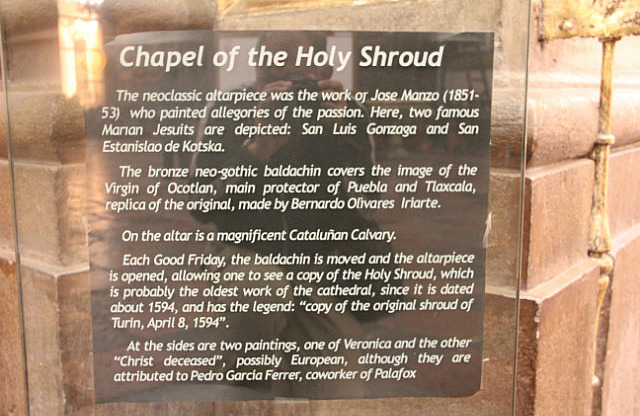 Chapel of the Holy Shroud
The neoclassic altarpiece was the work of Jose Manzo (1851-
53) who painted allegories of the passion. Here, two famous
Marian Jesuits are depicted: San Luis Gonzaga and San
Estanislao de Kotska.
The bronze neo-gothic baldachin covers the image of the
Virgin of Ocotlan, main protector of Puebla and Tlaxcala,
replica of the original, made by Bernardo Olivares Iriarte.
On the altar is a magnificent Cataluñan Calvary.
Each Good Friday, the baldachin is moved and the altarpiece
is opened, allowing one to see a copy of the Holy Shroud, which
is probably the oldest work of the cathedral, since it is dated
about 1594, and has the legend: “copy of the original shroud of
Turin, April 8, 1594”.
At the sides are two paintings, one of Veronica and the other
“Christ deceased”, possibly European, although they are
attributed to Pedro Garcia Ferrer, coworker of Palafox